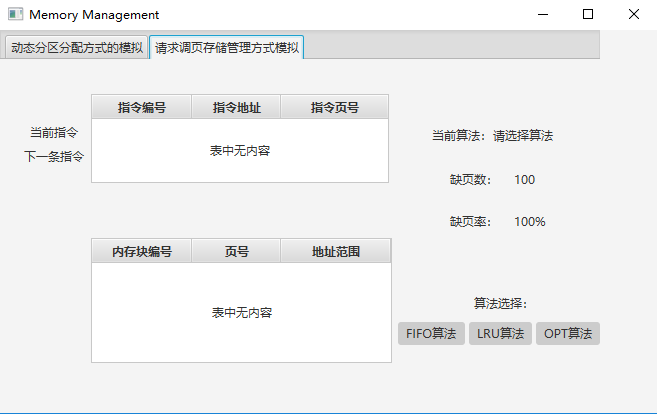 Memory Management
动态分区分配方式的模拟 请求调页存储管理方式模拟
指令编号 指令地址 指令页号
当前指令
下一条指令
表中无内容
当前算法：请选择算法
缺页数： 100
缺页率： 100%
内存块编号 页号 地址范围
表中无内容
算法选择：
FIFO算法 LRU算法 OPT算法